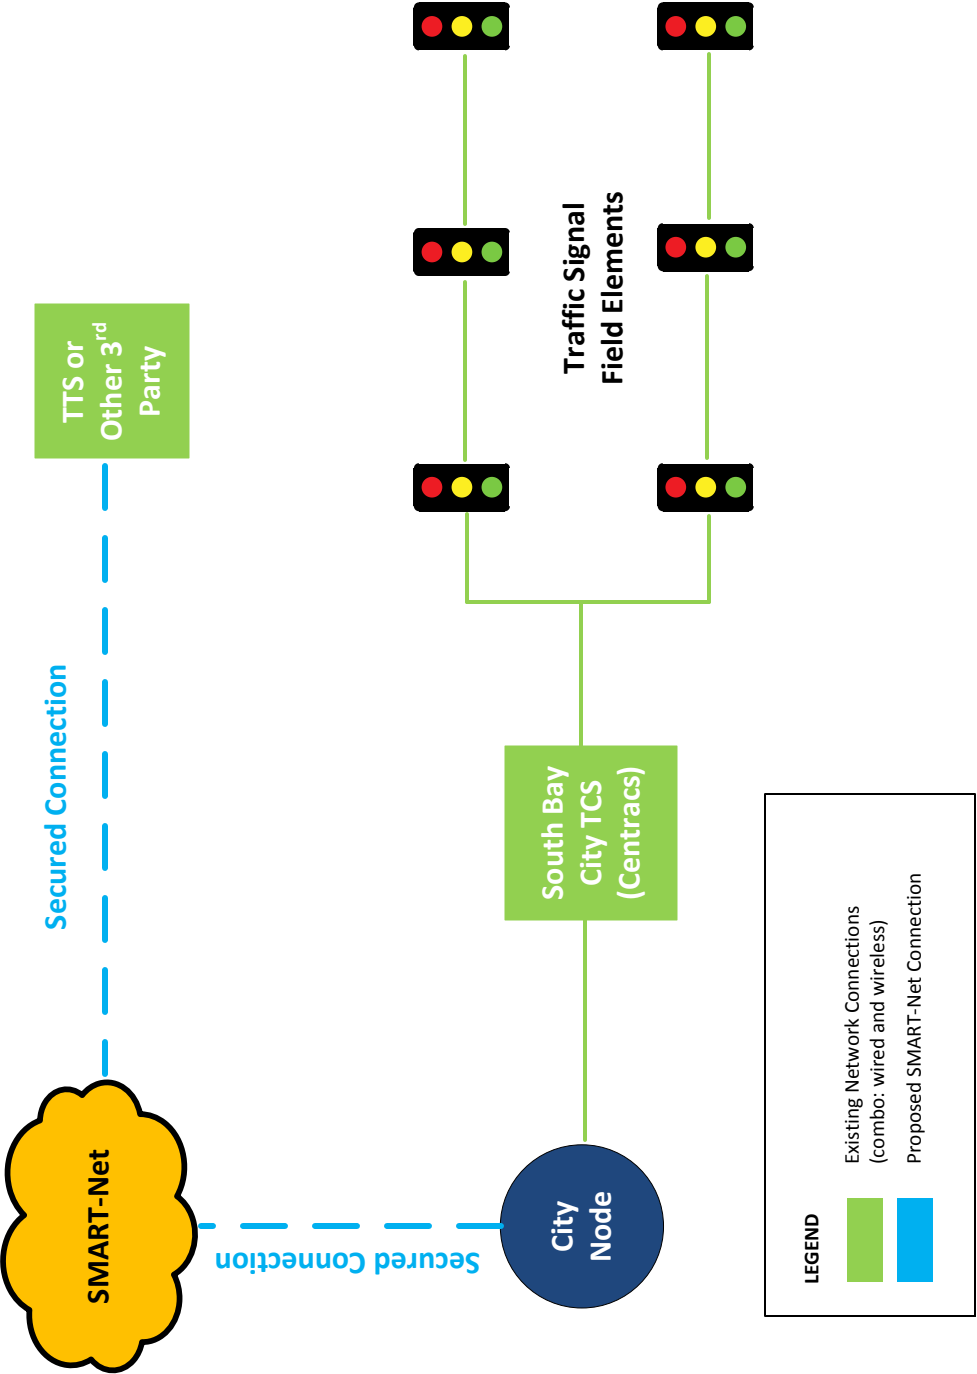 SMART-Net
Secured Connection
TTS or
Other 3rd
Party
Secured Connection
City
Node
South Bay
City TCS
(Centracs)
Traffic Signal
Field Elements
LEGEND
Existing Network Connections
(combo: wired and wireless)
Proposed SMART-Net Connection